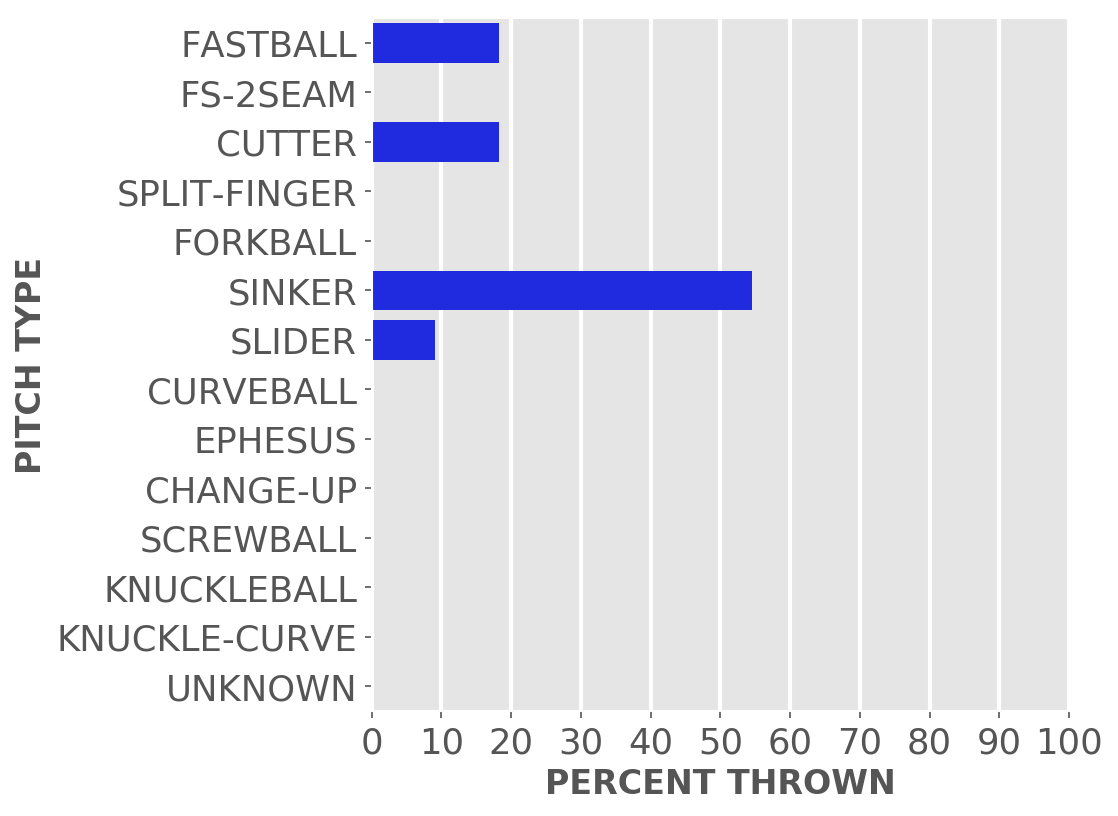 FASTBALL
FS-2SEAM
CUTTER
SPLIT-FINGER
FORKBALL
SINKER
SLIDER
CURVEBALL
EPHESUS
CHANGE-UP
SCREWBALL
KNUCKLEBALL
KNUCKLE-CURVE
UNKNOWN
PITCH TYPE
0 10 20 30 40 50 60 70 80 90 100
PERCENT THROWN